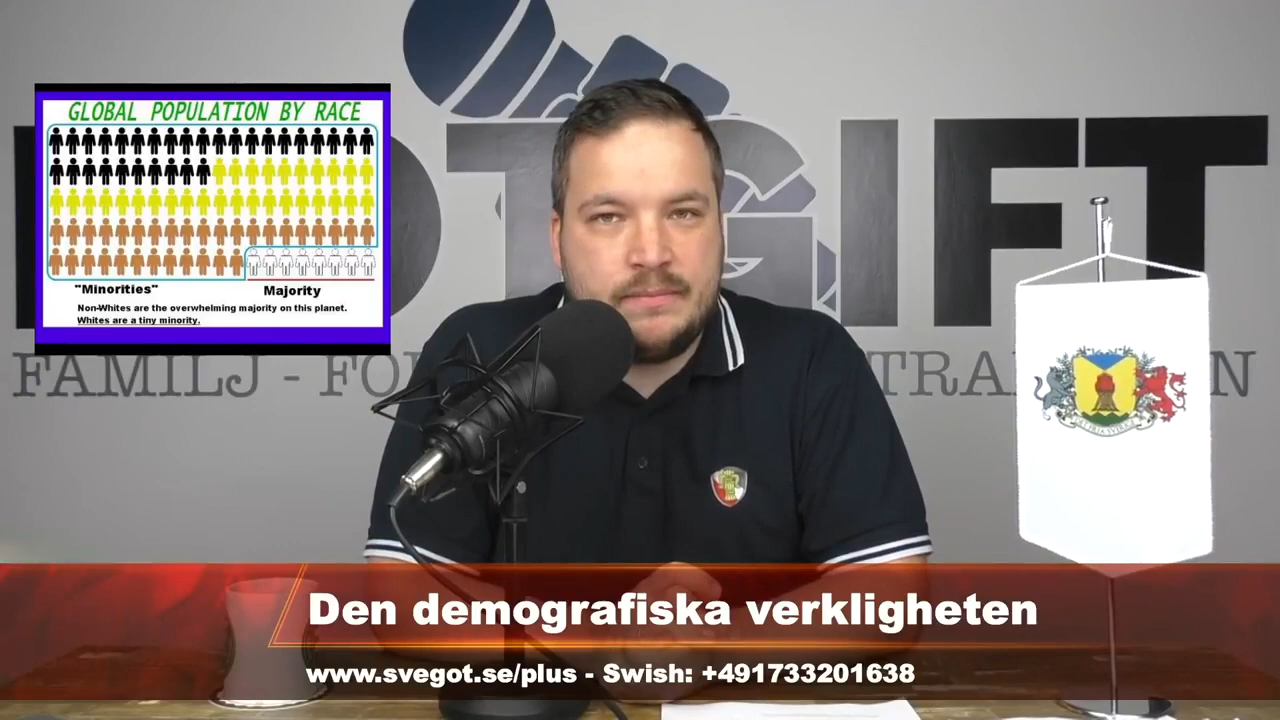 GLOBAL POPULATION BY RACE
"Minorities"
Majority
Non-Whites are the overwhelming majority on this planet.
Whites are a tiny minority.
GIFT
FAMILJ - FO
Den demografiska verkligheten
www.svegot.se/plus - Swish: +491733201638